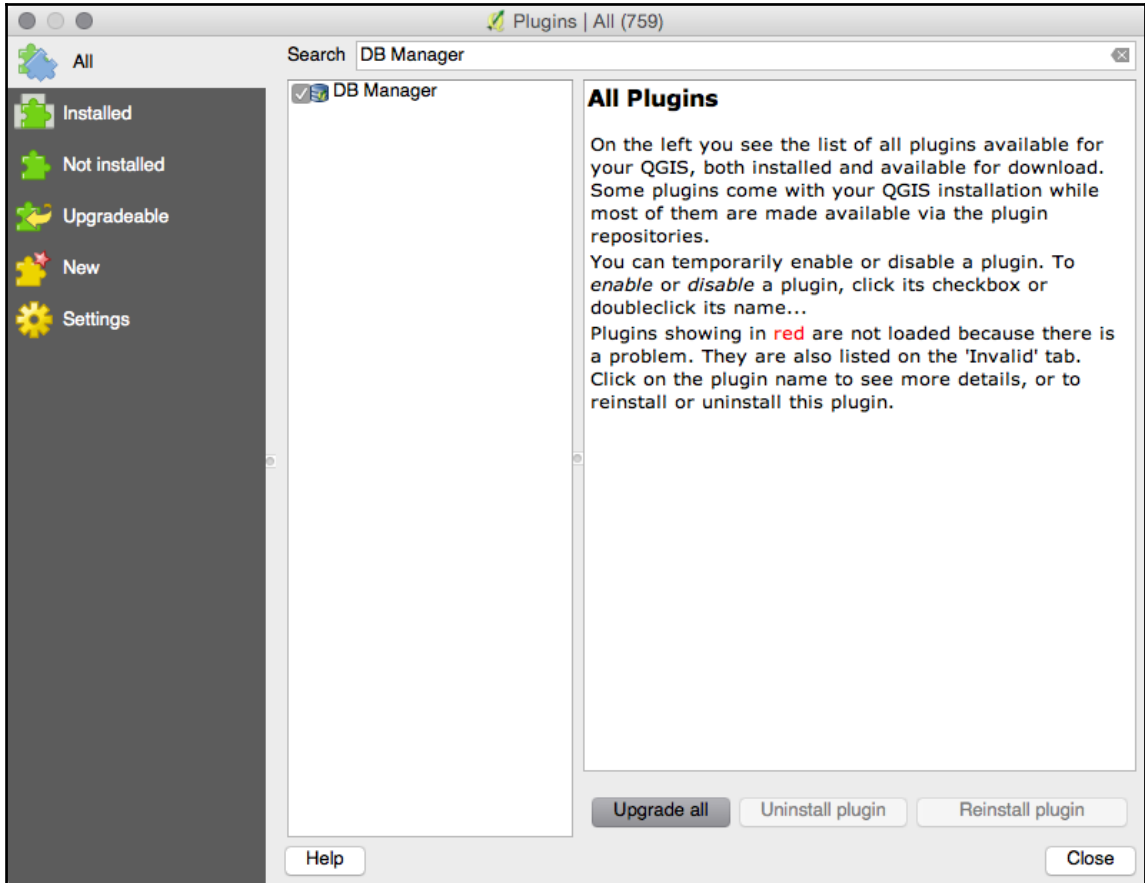 Plugins | All (759)
All
Installed
Not installed
Upgradeable
New
Settings
Search DB Manager
DB Manager
All Plugins
On the left you see the list of all plugins available for
your QGIS, both installed and available for download.
Some plugins come with your QGIS installation while
most of them are made available via the plugin
repositories.
You can temporarily enable or disable a plugin. To
enable or disable a plugin, click its checkbox or
doubleclick its name...
Plugins showing in red are not loaded because there is
a problem. They are also listed on the 'Invalid' tab.
Click on the plugin name to see more details, or to
reinstall or uninstall this plugin.
Upgrade all Uninstall plugin Reinstall plugin
Help Close